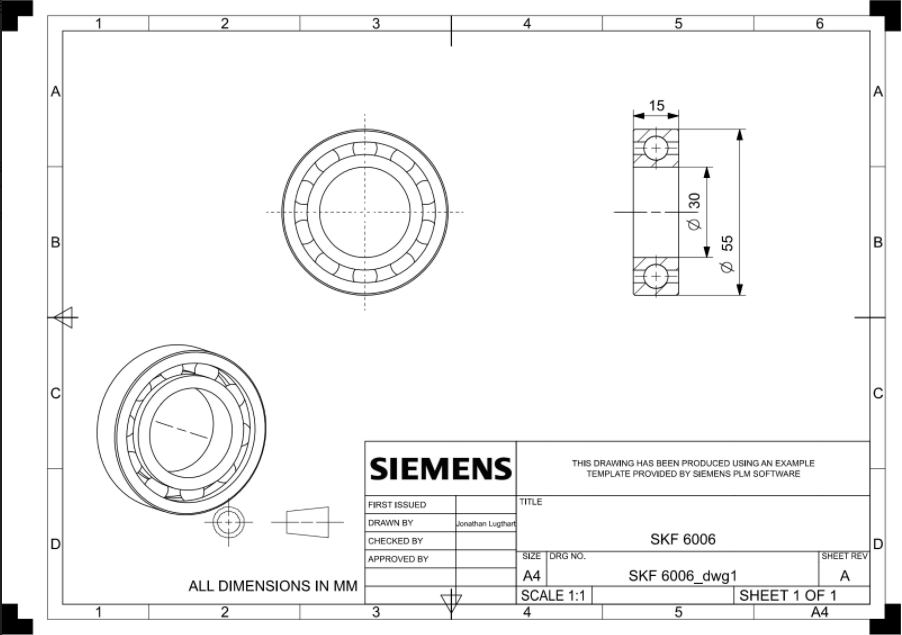 1 2 3 4 5 6
A A
15
B B
Ø 30
Ø 55
C C
SIEMENS
THIS DRAWING HAS BEEN PRODUCED USING AN EXAMPLE
TEMPLATE PROVIDED BY SIEMENS PLM SOFTWARE
FIRST ISSUED
TITLE
DRAWN BY Jonathan Lugthart
SKF 6006
CHECKED BY
D D
APPROVED BY
SIZE DRG NO. SHEET REV
A4 SKF 6006_dwg1 A
ALL DIMENSIONS IN MM
SCALE 1:1 SHEET 1 OF 1
1 2 3 4 5 A4